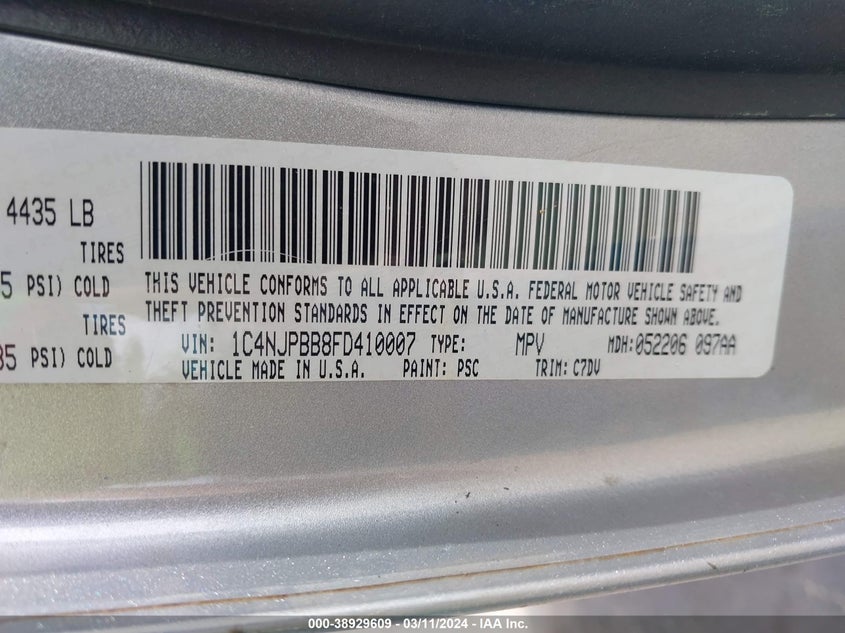 4435 LB
TIRES
5 PSI) COLD
TIRES
35 PSI) COLD
THIS VEHICLE CONFORMS TO ALL APPLICABLE U.S.A. FEDERAL MOTOR VEHICLE SAFETY AND
THEFT PREVENTION STANDARDS IN EFFECT ON THE DATE OF MANUFACTURE SHOWN ABOVE.
VIN: 1C4NJPBB8FD410007 TYPE: MPV MDH:052206 097AA
VEHICLE MADE IN U.S.A. PAINT: PSC TRIM: C7DV
000-38929609 - 03/11/2024 - IAA Inc.